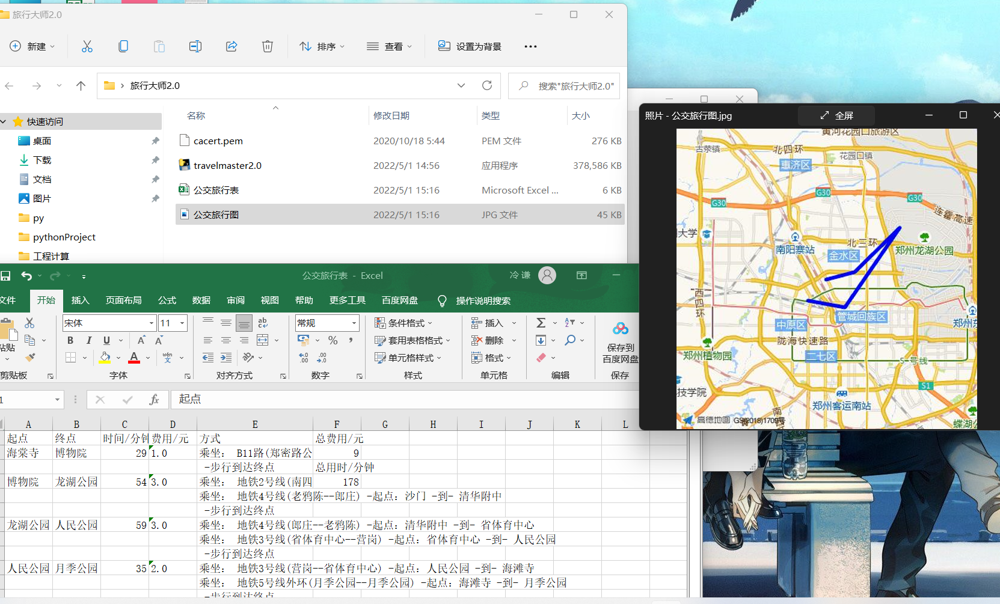 旅行大师2.0
新建
排序
查看
设置为背景
旅行大师2.0
搜索"旅行大师2.0"
名称 修改日期 类型 大小
快速访问
桌面
下载
文档
图片
py
pythonProject
工程计算
cacert.pem 2020/10/18 5:44 PEM 文件 276 KB
travelmaster2.0 2022/5/1 14:56 应用程序 378,586 KB
公交旅行表 2022/5/1 15:16 Microsoft Excel ... 6 KB
公交旅行图 2022/5/1 15:16 JPG 文件 45 KB
照片 - 公交旅行图.jpg
全屏
黄河花园口旅游区
古荥镇
北四环
花园口镇
惠济区
G30
G30
G30
连霍高速
大学
南阳寨站
北三环
金水区
郑州龙湖公园
西四环
管城回族区
中原区
郑州东
陇海快速路
郑州植物园
二七区
5号线
S1
技学院
郑州客运南站
南
蝶湖公
高德地图 GS(2018)1709号
公交旅行表 - Excel
冷 谦
文件 开始 插入 页面布局 公式 数据 审阅 视图 帮助 更多工具 百度网盘 操作说明搜索
粘贴
剪贴板
宋体 11
B I U A A
A wén 文
字体
ab
对齐方式
常规
% ,
.00 .00
数字
条件格式
套用表格格式
单元格样式
样式
插入
删除
格式
单元格
Σ
编辑
保存到
百度网盘
保存
1 fx 起点
A B C D E F G H I J K L
起点 终点 时间/分钟 费用/元 方式 总费用/元
海棠寺 博物院 29 1.0 乘坐： B11路(郑密路公 9
-步行到达终点 总用时/分钟
博物院 龙湖公园 54 3.0 乘坐： 地铁2号线(南四 178
乘坐： 地铁4号线(老鸦陈--郎庄) -起点：沙门 -到- 清华附中
-步行到达终点
龙湖公园 人民公园 59 3.0 乘坐： 地铁4号线(郎庄--老鸦陈) -起点：清华附中 -到- 省体育中心
乘坐： 地铁3号线(省体育中心--营岗) -起点：省体育中心 -到- 人民公园
-步行到达终点
人民公园 月季公园 35 2.0 乘坐： 地铁3号线(营岗--省体育中心) -起点：人民公园 -到- 海滩寺
乘坐： 地铁5号线外环(月季公园--月季公园) -起点：海滩寺 -到- 月季公园
-步行到达终点